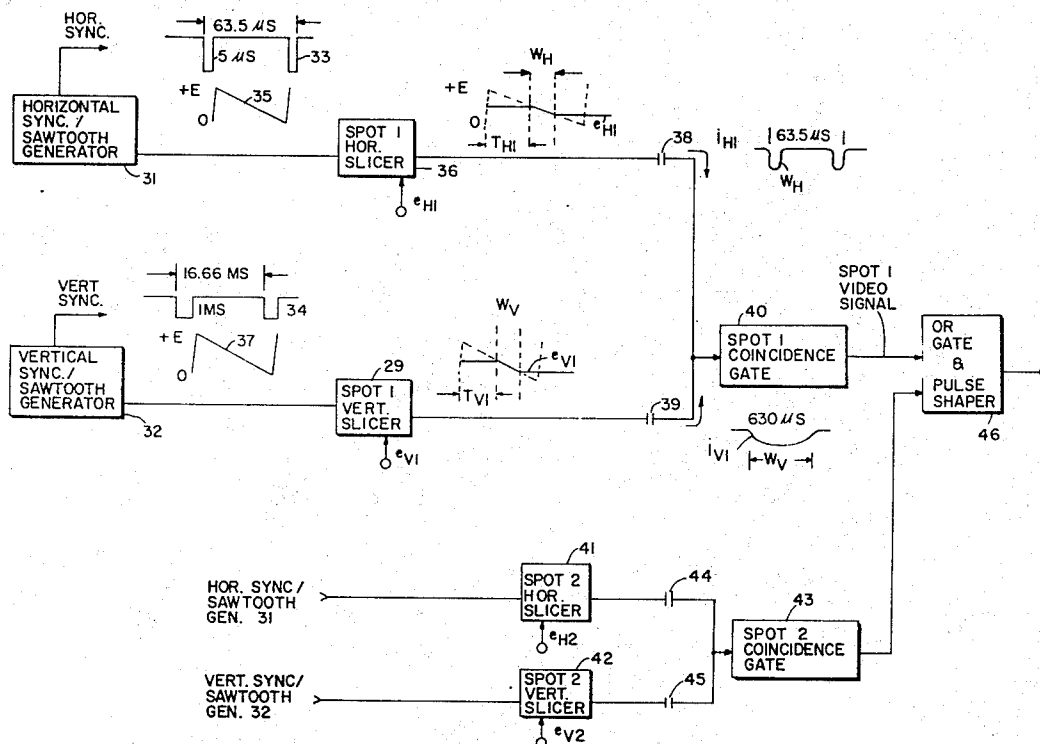 HOR.
SYNC.
63.5 μS
5 μS
33
+E
35
0
HORIZONTAL
SYNC. /
SAWTOOTH
GENERATOR
31
SPOT 1
HOR.
SLICER
36
eH1
WH
+E
0
TH1
e'H1
38
iH1
63.5 μS
WH
VERT
SYNC.
16.66 MS
1MS
34
+E
37
0
VERTICAL
SYNC./
SAWTOOTH
GENERATOR
32
29
SPOT 1
VERT.
SLICER
eV1
WV
eV1
TV1
39
40
SPOT 1
COINCIDENCE
GATE
SPOT 1
VIDEO
SIGNAL
OR
GATE
&
PULSE
SHAPER
46
630 μS
iV1
WV
HOR. SYNC /
SAWTOOTH
GEN. 31
41
SPOT 2
HOR.
SLICER
eH2
44
VERT. SYNC/
SAWTOOTH
GEN. 32
42
SPOT 2
VERT.
SLICER
eV2
45
43
SPOT 2
COINCIDENCE
GATE